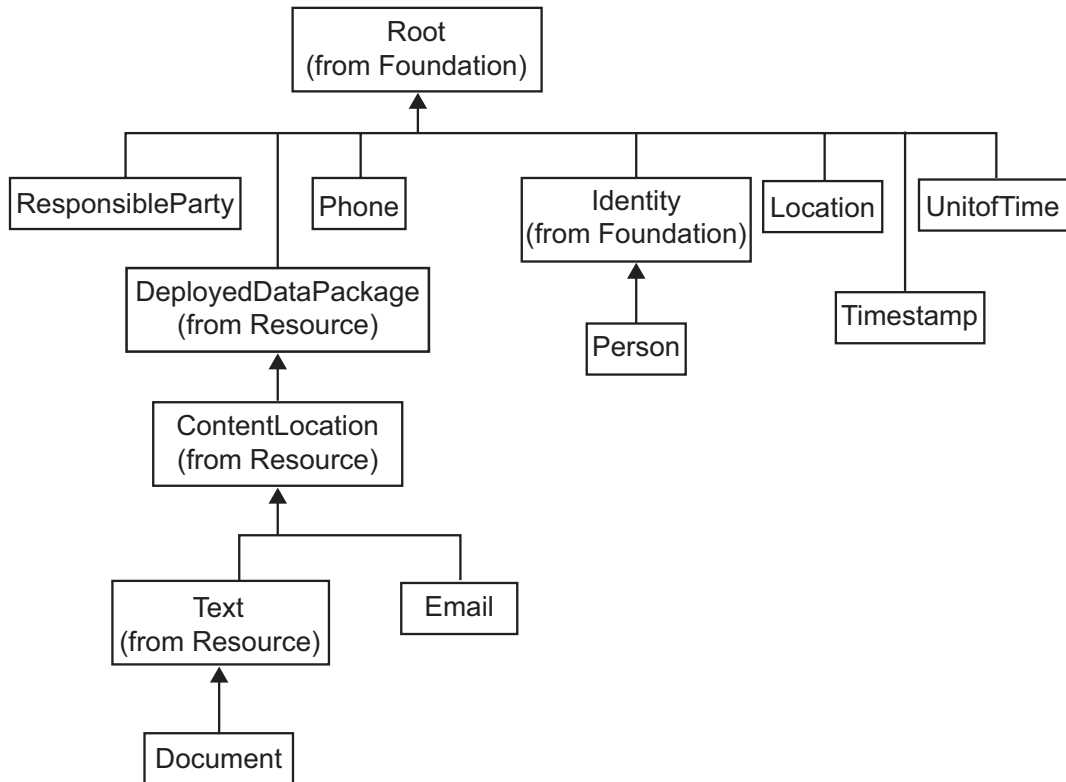 Root
(from Foundation)
ResponsibleParty
Phone
Identity
(from Foundation)
Location
UnitofTime
DeployedDataPackage
(from Resource)
Timestamp
Person
ContentLocation
(from Resource)
Text
(from Resource)
Email
Document